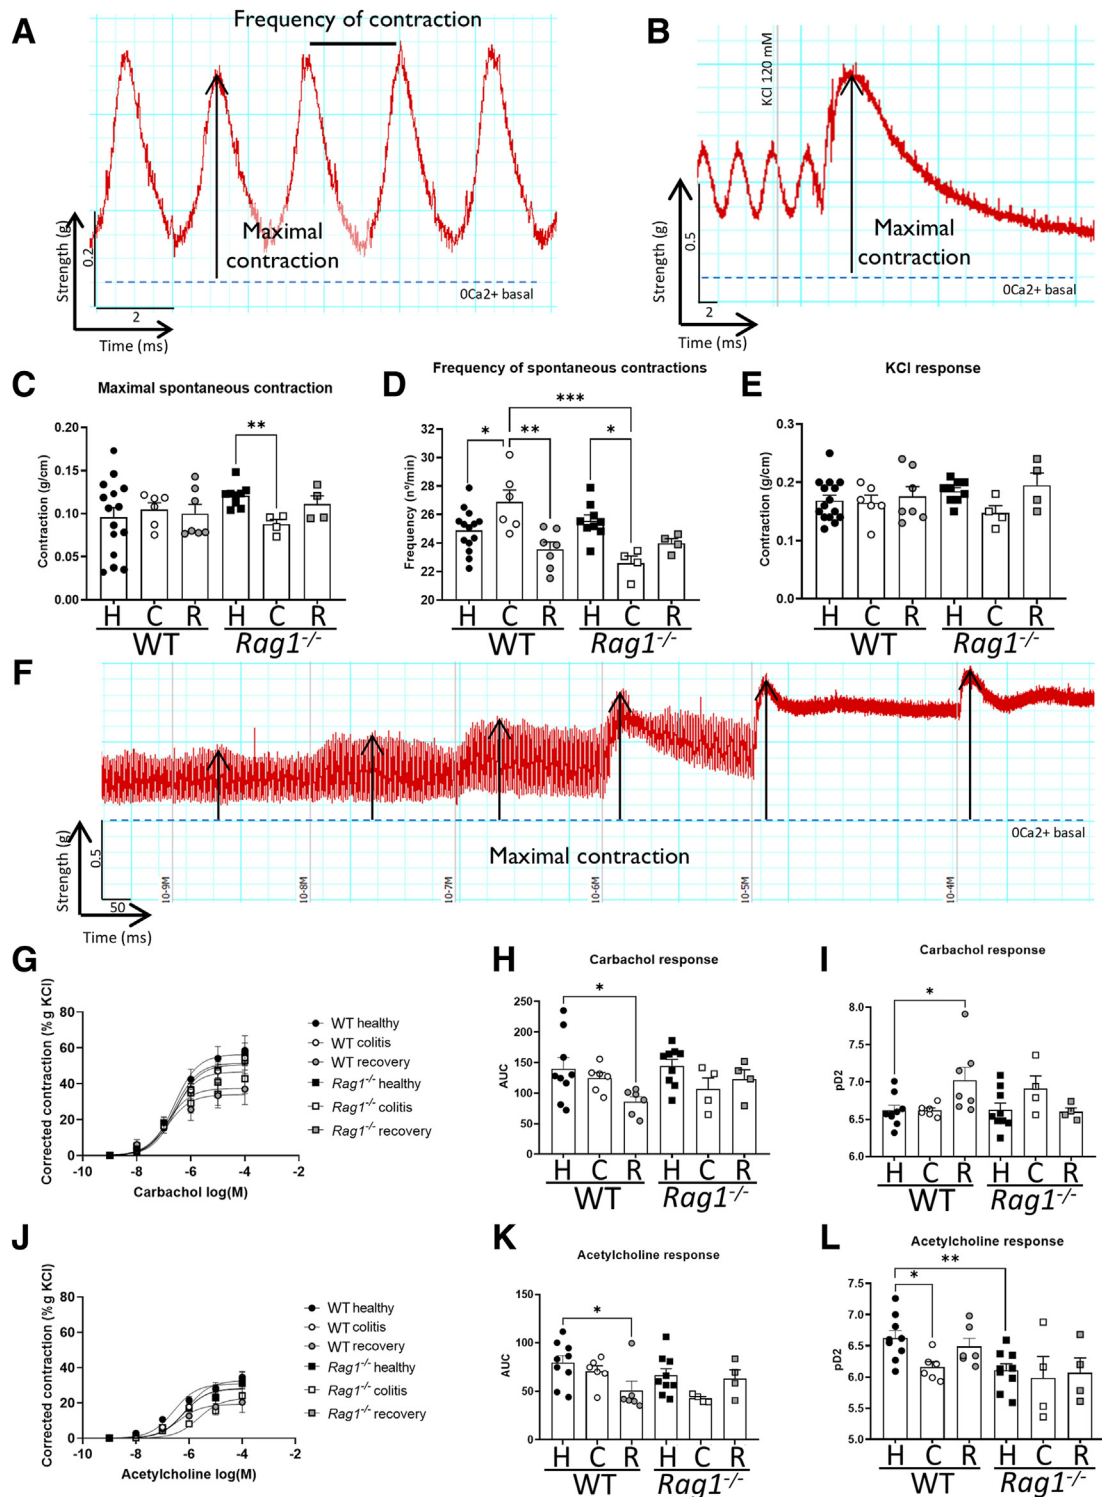 A
Frequency of contraction
Maximal
contraction
Strength (g)
0.2
2
Time (ms)
0Ca2+ basal
B
KCl 120 mM
Maximal
contraction
Strength (g)
0.5
2
Time (ms)
0Ca2+ basal
C
Maximal spontaneous contraction
Contraction (g/cm)
0.20
0.15
0.10
0.05
0.00
**
H C R H C R
WT Rag1-/-
D
Frequency of spontaneous contractions
Frequency (nº/min)
32
30
28
26
24
22
20
***
* ** *
H C R H C R
WT Rag1-/-
E
KCl response
Contraction (g/cm)
0.3
0.2
0.1
0.0
H C R H C R
WT Rag1-/-
F
Strength (g)
0.5
50
Time (ms)
Maximal contraction
0Ca2+ basal
10-9M
10-8M
10-7M
10-6M
10-5M
10-4M
G
Corrected contraction (% g KCl)
80
60
40
20
0
-10 -8 -6 -4 -2
Carbachol log(M)
WT healthy
WT colitis
WT recovery
Rag1-/- healthy
Rag1-/- colitis
Rag1-/- recovery
H
Carbachol response
AUC
250
200
150
100
50
0
*
H C R H C R
WT Rag1-/-
I
Carbachol response
pD2
8.0
7.5
7.0
6.5
6.0
*
H C R H C R
WT Rag1-/-
J
Corrected contraction (% g KCl)
80
60
40
20
0
-10 -8 -6 -4 -2
Acetylcholine log(M)
WT healthy
WT colitis
WT recovery
Rag1-/- healthy
Rag1-/- colitis
Rag1-/- recovery
K
Acetylcholine response
AUC
150
100
50
0
*
H C R H C R
WT Rag1-/-
L
Acetylcholine response
pD2
7.5
7.0
6.5
6.0
5.5
5.0
**
*
H C R H C R
WT Rag1-/-